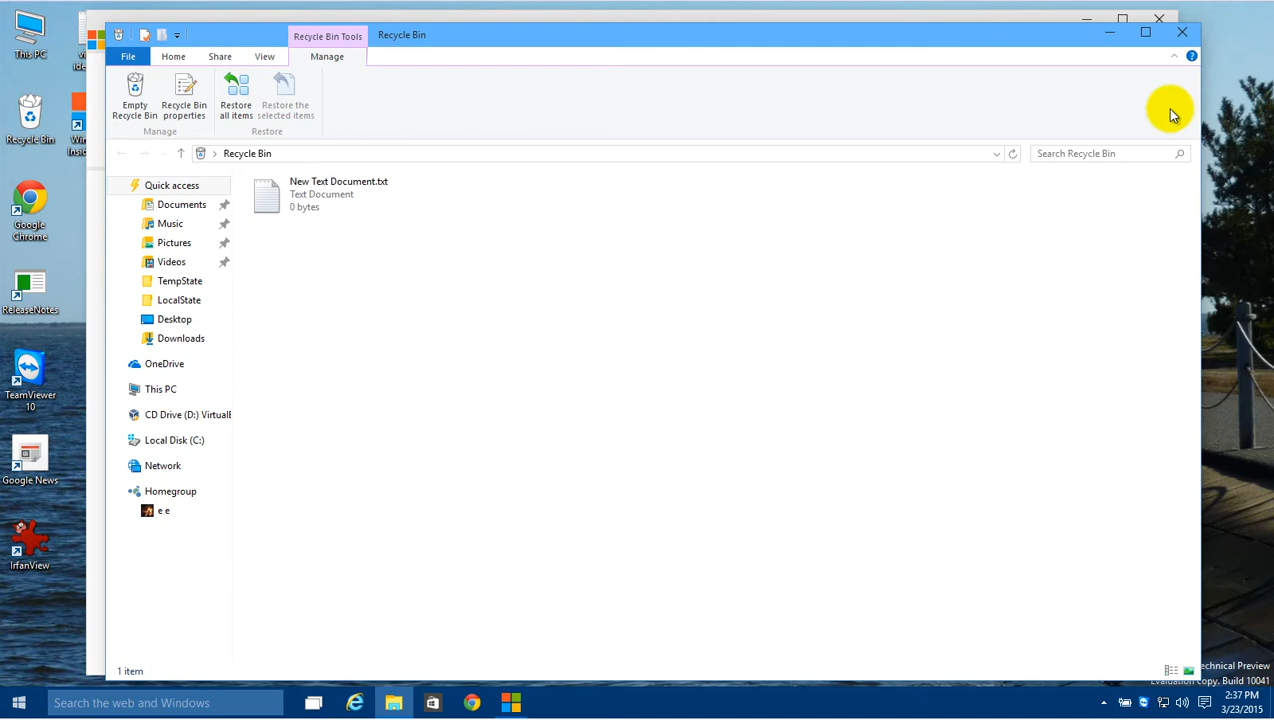 This PC
Recycle Bin
Google
Chrome
ReleaseNotes
TeamViewer
10
Google News
IrfanView
Recycle Bin Tools
Recycle Bin
File
Home
Share
View
Manage
Empty
Recycle Bin
Recycle Bin
properties
Restore
all items
Restore the
selected items
Manage
Restore
Recycle Bin
Search Recycle Bin
Quick access
Documents
Music
Pictures
Videos
TempState
LocalState
Desktop
Downloads
OneDrive
This PC
CD Drive (D:) VirtualB
Local Disk (C:)
Network
Homegroup
e e
New Text Document.txt
Text Document
0 bytes
1 item
echnical Preview
Evaluation copy. Build 10041
Search the web and Windows
2:37 PM
3/23/2015